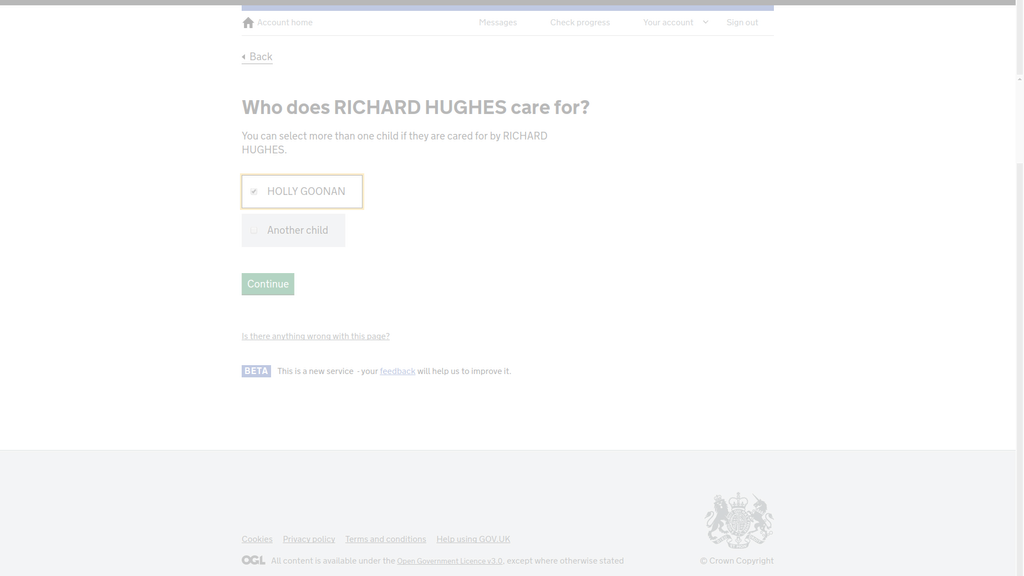 Account home
Messages
Check progress
Your account
Sign out
Back
Who does RICHARD HUGHES care for?
You can select more than one child if they are cared for by RICHARD
HUGHES.
HOLLY GOONAN
Another child
Continue
Is there anything wrong with this page?
BETA This is a new service - your feedback will help us to improve it.
Cookies Privacy policy Terms and conditions Help using GOV.UK
OGL All content is available under the Open Government Licence v3.0, except where otherwise stated
© Crown Copyright